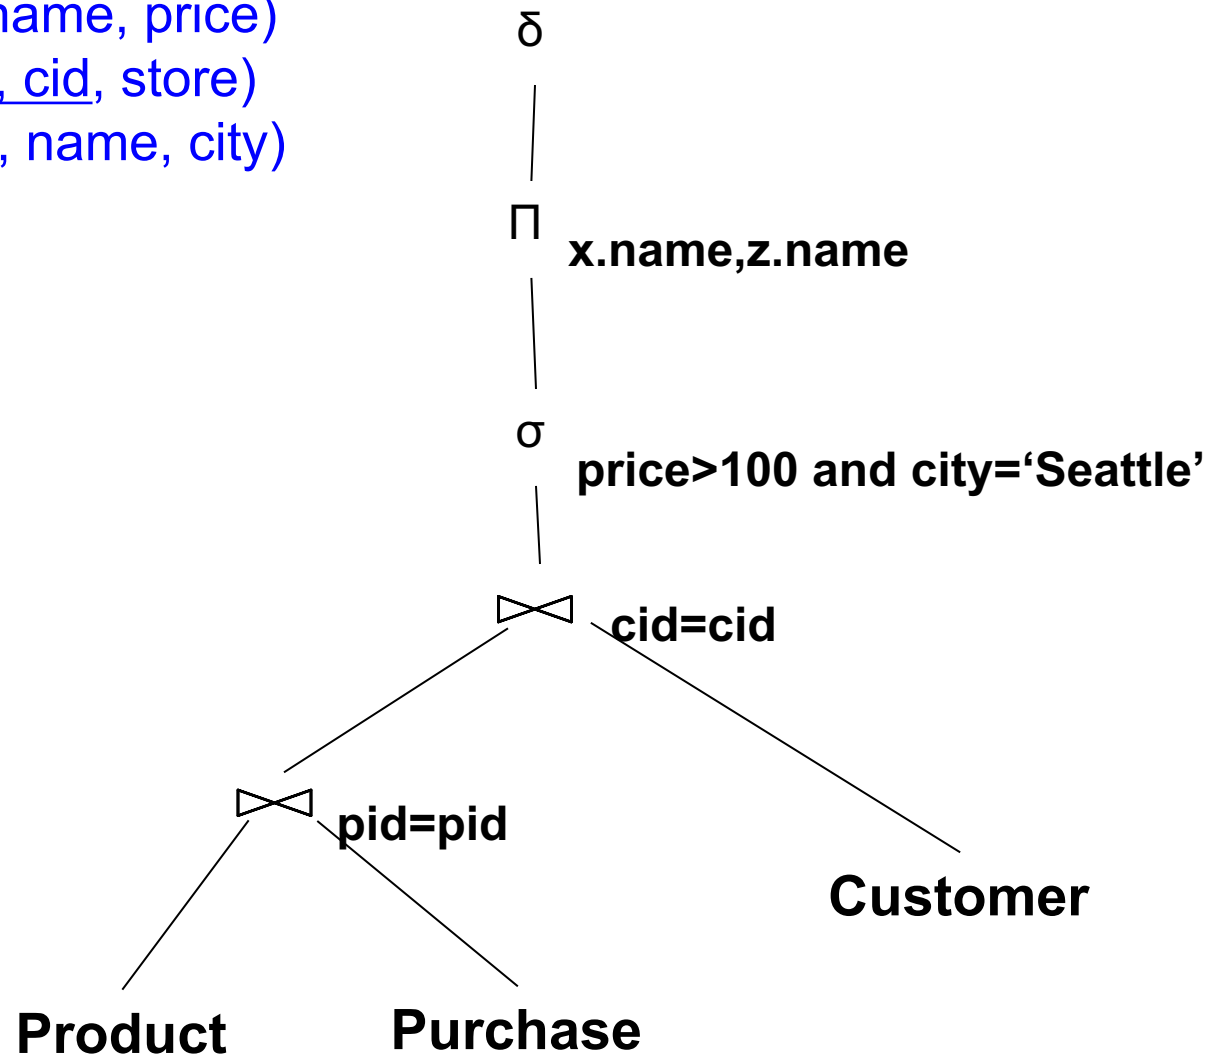 name, price)
, cid, store)
, name, city)
δ
Π
x.name,z.name
σ
price>100 and city=‘Seattle’
cid=cid
pid=pid
Customer
Product
Purchase